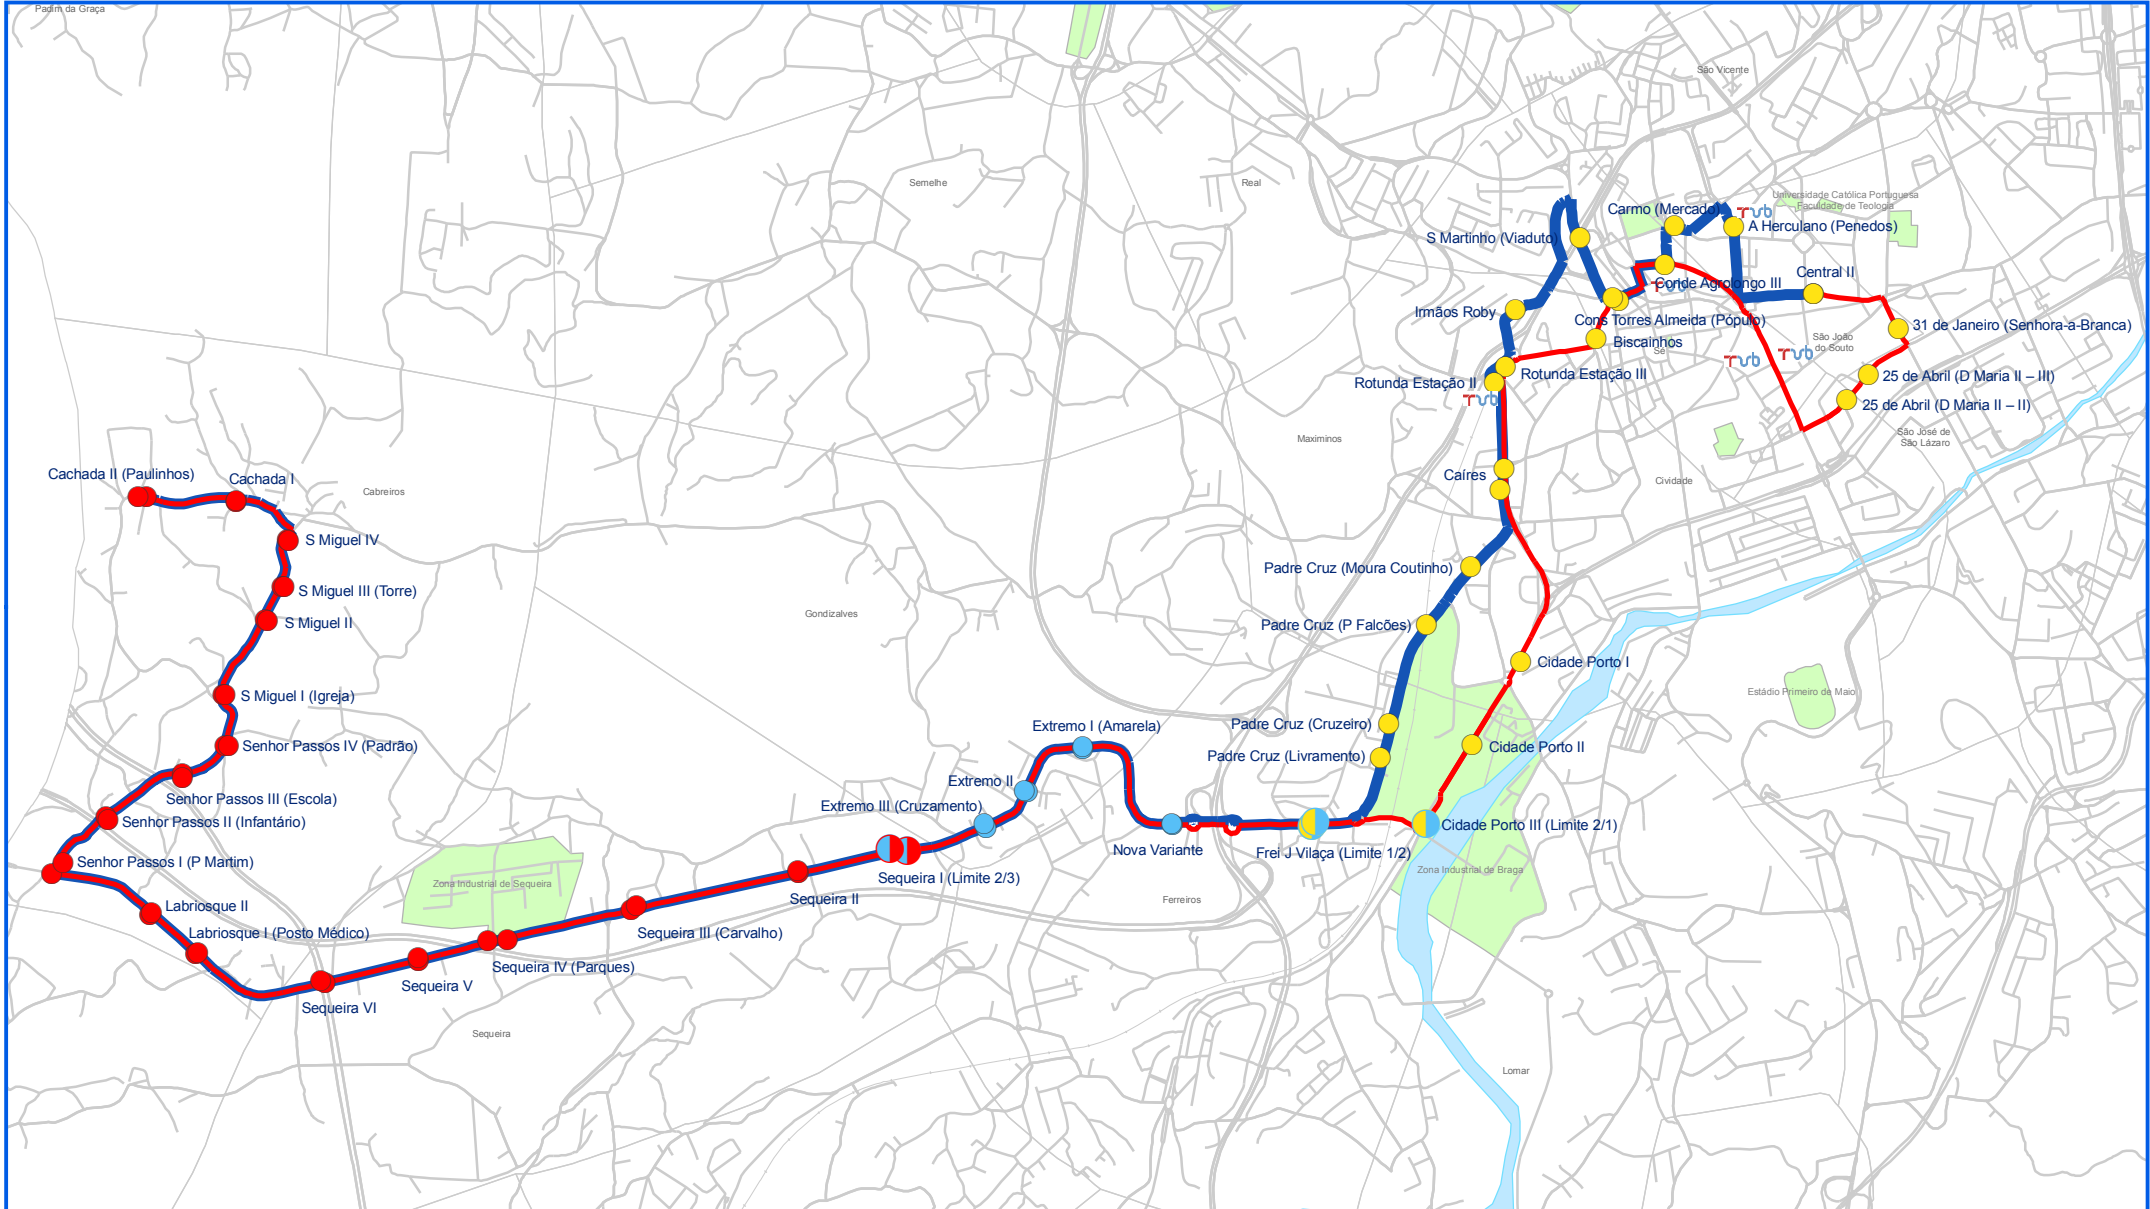 Padim da Graça
São Vicente
Semelhe
Real
Universidade Católica Portuguesa
Faculdade de Teologia
Carmo (Mercado)
TUB
A Herculano (Penedos)
S Martinho (Viaduto)
Central II
Conde Agrolongo III
TUB
Irmãos Roby
Cons Torres Almeida (Pópulo)
31 de Janeiro (Senhora-a-Branca)
São João
do Souto
Biscainhos
Sé
TUB
TUB
Rotunda Estação III
Rotunda Estação II
TUB
25 de Abril (D Maria II – III)
25 de Abril (D Maria II – II)
São José de
São Lázaro
Maximinos
Cividade
Caíres
Cachada II (Paulinhos)
Cachada I
Cabreiros
S Miguel IV
S Miguel III (Torre)
S Miguel II
Padre Cruz (Moura Coutinho)
Gondizalves
Padre Cruz (P Falcões)
Cidade Porto I
S Miguel I (Igreja)
Estádio Primeiro de Maio
Senhor Passos IV (Padrão)
Extremo I (Amarela)
Padre Cruz (Cruzeiro)
Cidade Porto II
Padre Cruz (Livramento)
Extremo II
Senhor Passos III (Escola)
Extremo III (Cruzamento)
Senhor Passos II (Infantário)
Cidade Porto III (Limite 2/1)
Nova Variante
Frei J Vilaça (Limite 1/2)
Senhor Passos I (P Martim)
Zona Industrial de Braga
Sequeira I (Limite 2/3)
Zona Industrial de Sequeira
Sequeira II
Ferreiros
Labriosque II
Labriosque I (Posto Médico)
Sequeira III (Carvalho)
Sequeira IV (Parques)
Sequeira V
Sequeira VI
Sequeira
Lomar